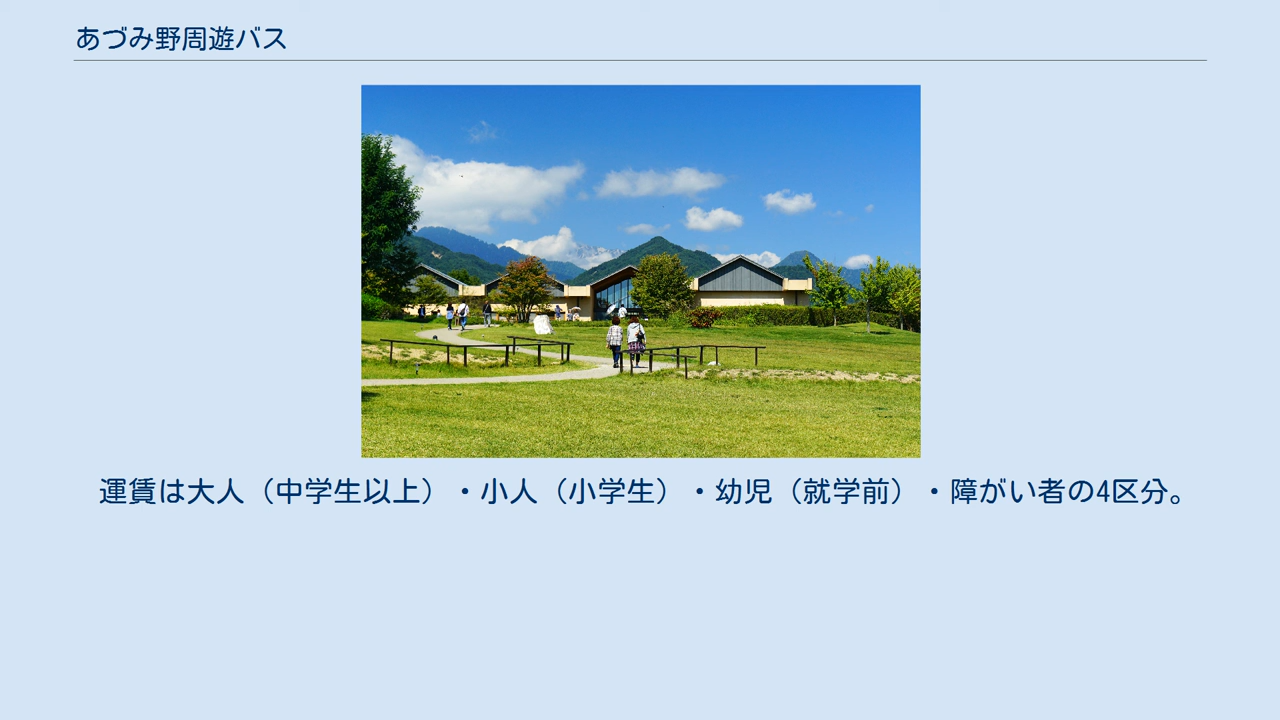 あづみ野周遊バス
運賃は大人（中学生以上）・小人（小学生）・幼児（就学前）・障がい者の4区分。